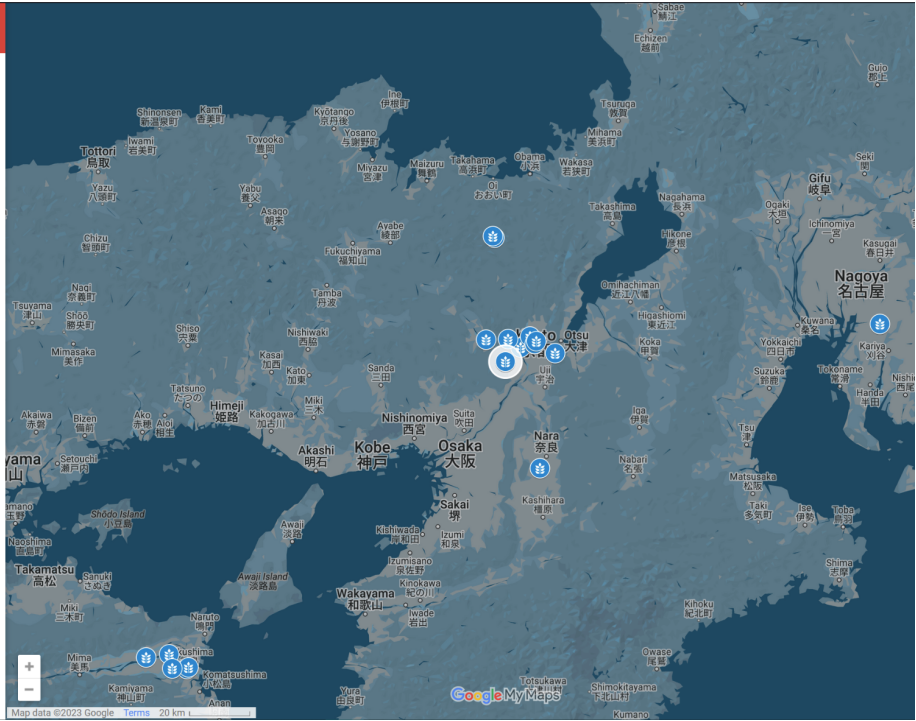 Sabae
鯖江
Echizen
越前
Gujo
郡上
Ine
伊根町
Shinonsen
新温泉町
Kami
香美町
Kyōtango
京丹後
Tsuruga
敦賀
Yosano
与謝野町
Mihama
美浜町
Iwami
岩美町
Toyooka
豊岡
Tottori
鳥取
Miyazu
宮津
Maizuru
舞鶴
Takahama
高浜町
Obama
小浜
Wakasa
若狭町
Seki
関
Gifu
岐阜
Yazu
八頭町
Yabu
養父
Oi
おおい町
Nagahama
長浜
Ogaki
大垣
Takashima
高島
Asago
朝来
Ichinomiya
一宮
Ayabe
綾部
Hikone
彦根
Chizu
智頭町
Fukuchiyama
福知山
Kasugai
春日井
Nagoya
名古屋
Nagi
奈義町
Tamba
丹波
Omihachiman
近江八幡
Tsuyama
津山
Shōō
勝央町
Higashiomi
東近江
Kuwana
桑名
Shiso
宍粟
Nishiwaki
西脇
Otsu
大津
Koka
甲賀
Yokkaichi
四日市
Kariya
刈谷
Mimasaka
美作
Kasai
加西
Kato
加東
Sanda
三田
Uji
宇治
Suzuka
鈴鹿
Tokoname
常滑
Tatsuno
たつの
Handa
半田
Nishio
西尾
Miki
三木
Himeji
姫路
Kakogawa
加古川
Akaiwa
赤磐
Bizen
備前
Ako
赤穂
Aioi
相生
Nishinomiya
西宮
Suita
吹田
Iga
伊賀
Tsu
津
Nara
奈良
Akashi
明石
Kobe
神戸
Osaka
大阪
yama
山
Setouchi
瀬戸内
Nabari
名張
Matsusaka
松阪
Sakai
堺
Kashihara
橿原
Taki
多気町
Ise
伊勢
Toba
鳥羽
Shōdo Island
小豆島
Awaji
淡路
Kishiwada
岸和田
Izumi
和泉
Naoshima
直島町
Izumisano
泉佐野
Shima
志摩
Takamatsu
高松
Sanuki
さぬき
Awaji Island
淡路島
Kinokawa
紀の川
Wakayama
和歌山
Iwade
岩出
Kihoku
紀北町
Miki
三木町
Naruto
鳴門
Mima
美馬
kushima
Komatsushima
小松島
Owase
尾鷲
Kamiyama
神山町
Yura
由良町
Totsukawa
Shimokitayama
下北山村
Anan
Kumano
Google My Maps
Map data ©2023 Google Terms 20 km